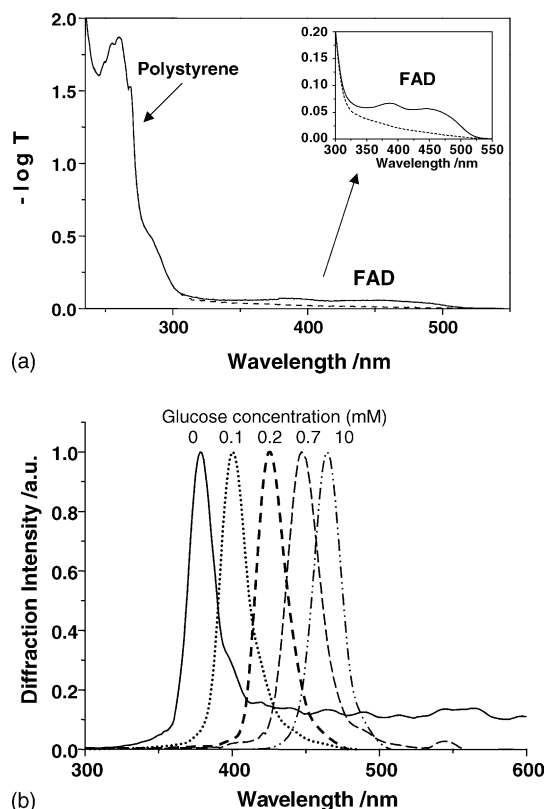 2.0
1.5
1.0
0.5
0.0
- log T
Polystyrene
0.20
0.15
0.10
0.05
0.00
FAD
300 350 400 450 500 550
Wavelength /nm
FAD
300 400 500
Wavelength /nm
(a)
Glucose concentration (mM)
0 0.1 0.2 0.7 10
1.0
0.8
0.6
0.4
0.2
0.0
Diffraction Intensity /a.u.
300 400 500 600
Wavelength /nm
(b)